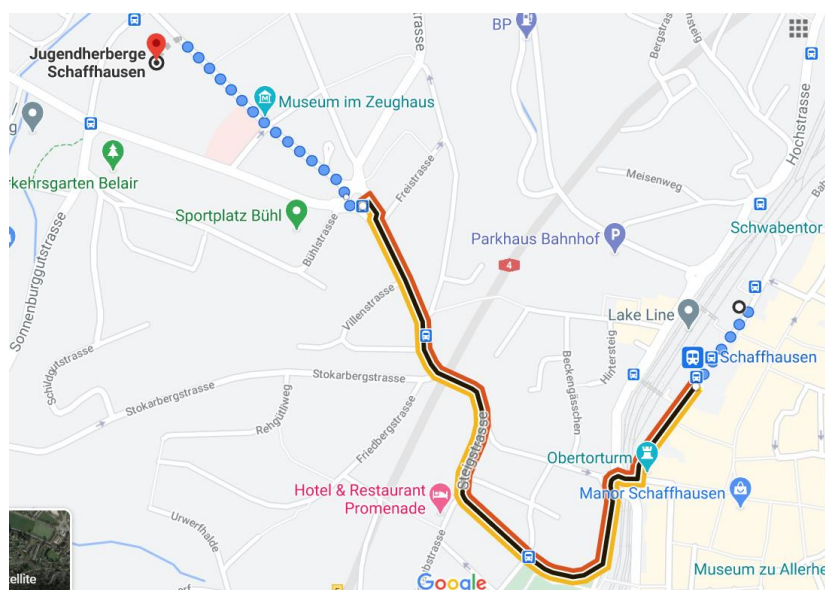 BP
Jugendherberge
Schaffhausen
Museum im Zeughaus
Freistrasse
Bergstrasse
Hochstrasse
Meisenweg
rkehrsgarten Belair
Sportplatz Bühl
Bühlstrasse
Parkhaus Bahnhof
4
Schwabentor
Sonnenburggutstrasse
Villenstrasse
Lake Line
Schaffhausen
Schildgutstrasse
Stokarbergstrasse
Stokarbergstrasse
Rehgütliweg
Friedbergstrasse
Beckengässchen
Hintersteig
Steigstrasse
Obertorturm
Manor Schaffhausen
Hotel & Restaurant
Promenade
Urwerfhalde
Google
Museum zu Allerhe
tellite